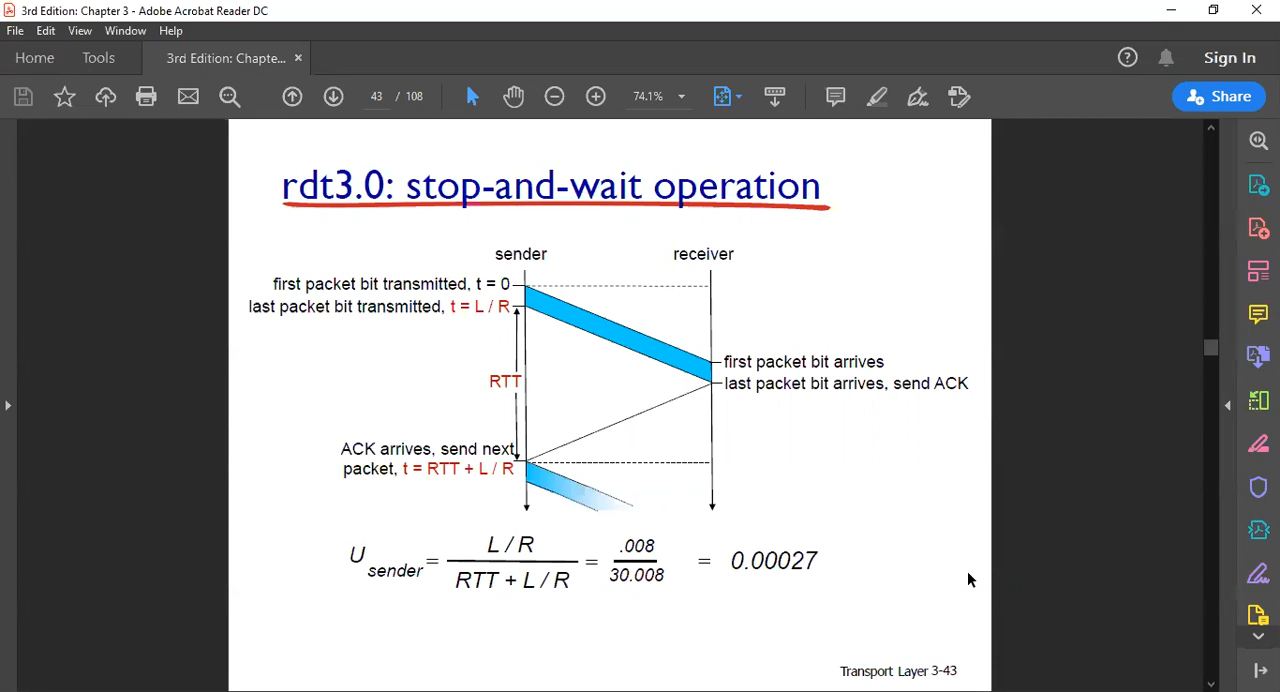 3rd Edition: Chapter 3 - Adobe Acrobat Reader DC
File Edit View Window Help
Home Tools 3rd Edition: Chapte... × Sign In
43 / 108 74.1% Share
rdt3.0: stop-and-wait operation
sender receiver
first packet bit transmitted, t = 0
last packet bit transmitted, t = L / R
first packet bit arrives
RTT
last packet bit arrives, send ACK
ACK arrives, send next
packet, t = RTT + L / R
U sender = L / R / RTT + L / R = .008 / 30.008 = 0.00027
Transport Layer 3-43